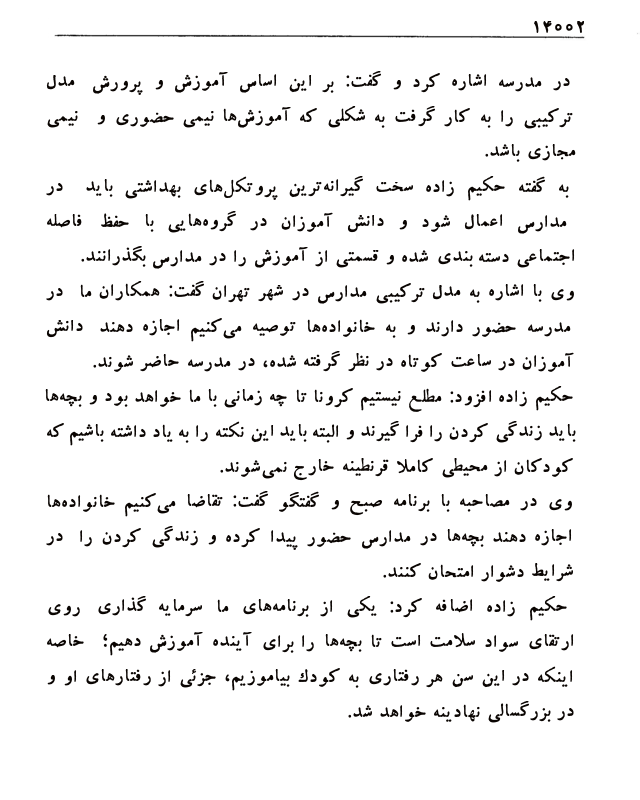 ۱۴۰۰۲
در مدرسه اشاره کرد و گفت: بر این اساس آموزش و پرورش مدل
ترکیبی را به کار گرفت به شکلی که آموزش‌ها نیمی حضوری و نیمی
مجازی باشد.
به گفته حکیم زاده سخت گیرانه‌ترین پروتکل‌های بهداشتی باید در
مدارس اعمال شود و دانش آموزان در گروه‌هایی با حفظ فاصله
اجتماعی دسته بندی شده و قسمتی از آموزش را در مدارس بگذرانند.
وی با اشاره به مدل ترکیبی مدارس در شهر تهران گفت: همکاران ما در
مدرسه حضور دارند و به خانواده‌ها توصیه می‌کنیم اجازه دهند دانش
آموزان در ساعت کوتاه در نظر گرفته شده، در مدرسه حاضر شوند.
حکیم زاده افزود: مطلع نیستیم کرونا تا چه زمانی با ما خواهد بود و بچه‌ها
باید زندگی کردن را فرا گیرند و البته باید این نکته را به یاد داشته باشیم که
کودکان از محیطی کاملا قرنطینه خارج نمی‌شوند.
وی در مصاحبه با برنامه صبح و گفتگو گفت: تقاضا می‌کنیم خانواده‌ها
اجازه دهند بچه‌ها در مدارس حضور پیدا کرده و زندگی کردن را در
شرایط دشوار امتحان کنند.
حکیم زاده اضافه کرد: یکی از برنامه‌های ما سرمایه گذاری روی
ارتقای سواد سلامت است تا بچه‌ها را برای آینده آموزش دهیم؛ خاصه
اینکه در این سن هر رفتاری به کودك بیاموزیم، جزئی از رفتارهای او و
در بزرگسالی نهادینه خواهد شد.